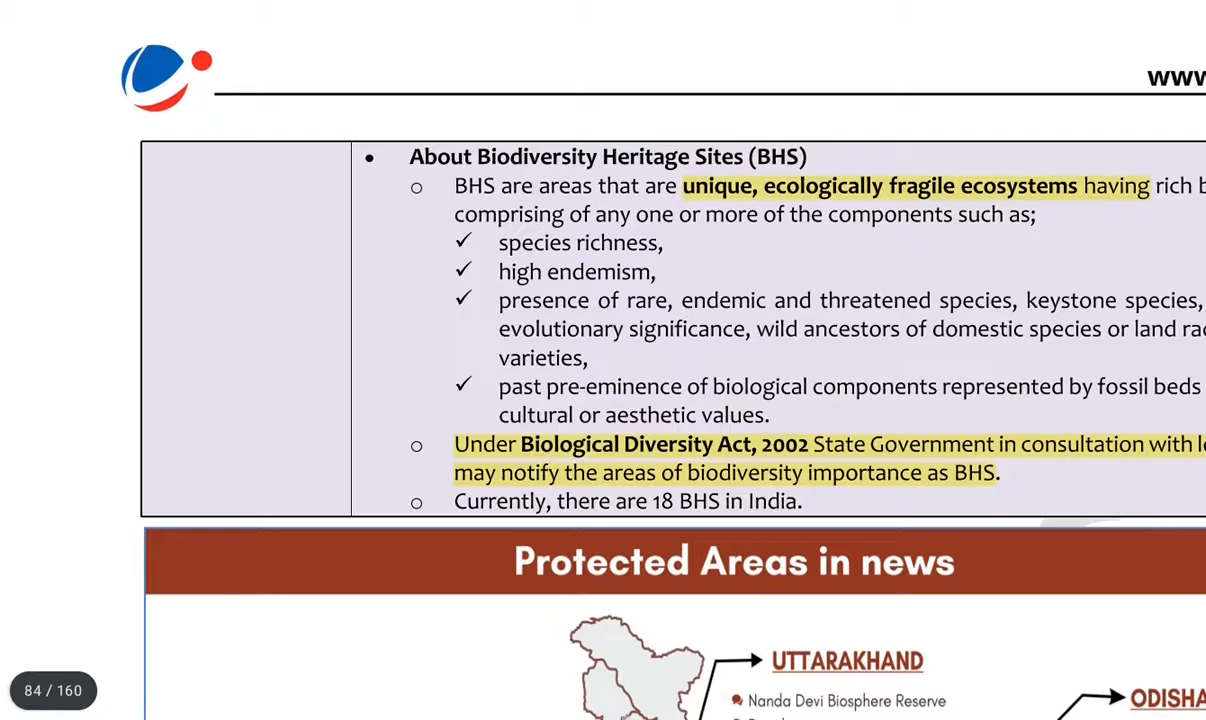 www
• About Biodiversity Heritage Sites (BHS)
o BHS are areas that are unique, ecologically fragile ecosystems having rich
comprising of any one or more of the components such as;
✓ species richness,
✓ high endemism,
✓ presence of rare, endemic and threatened species, keystone species,
evolutionary significance, wild ancestors of domestic species or land
varieties,
✓ past pre-eminence of biological components represented by fossil beds
cultural or aesthetic values.
o Under Biological Diversity Act, 2002 State Government in consultation with
may notify the areas of biodiversity importance as BHS.
o Currently, there are 18 BHS in India.
Protected Areas in news
UTTARAKHAND
Nanda Devi Biosphere Reserve
ODISHA
84 / 160